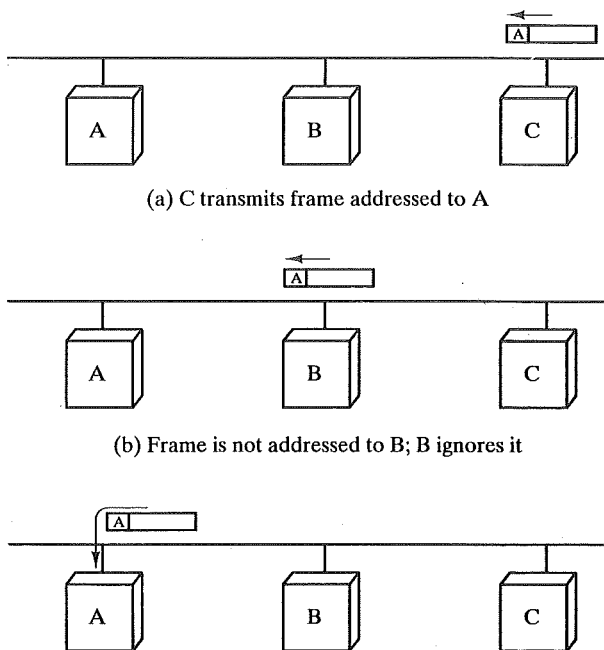 A
A
B
C
(a) C transmits frame addressed to A
A
A
B
C
(b) Frame is not addressed to B; B ignores it
A
A
B
C